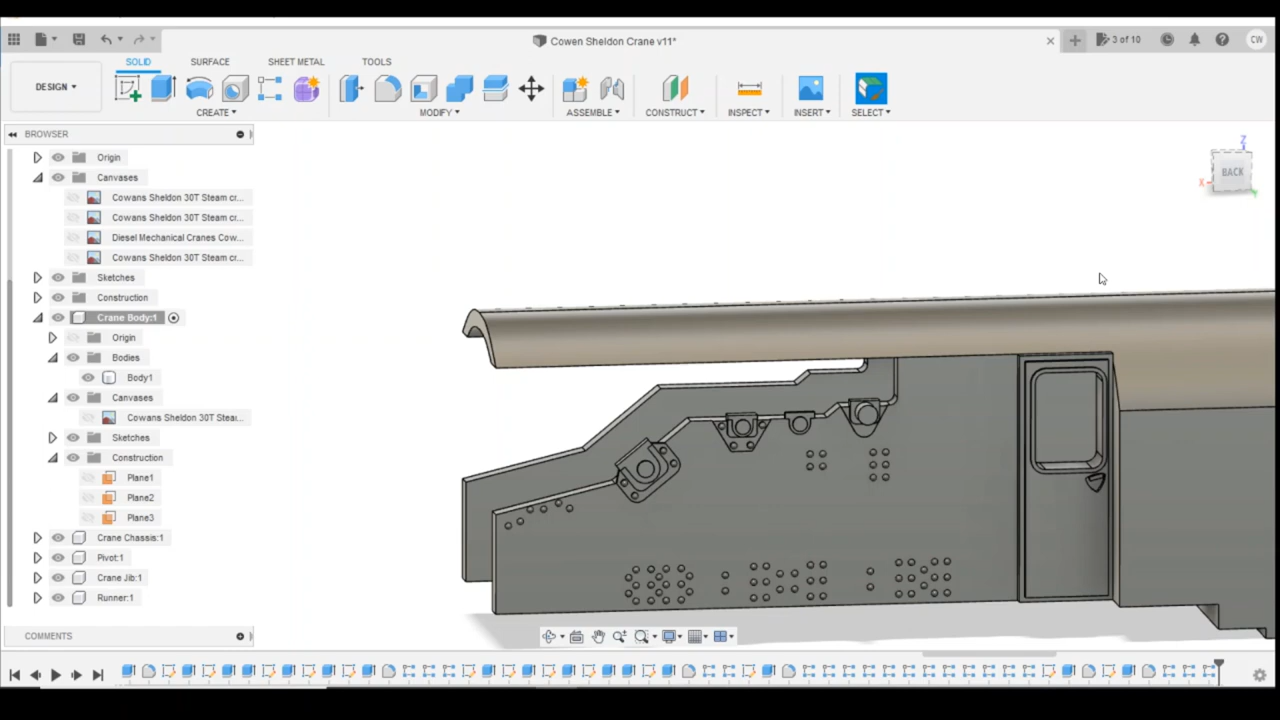 Cowen Sheldon Crane v11*
3 of 10
CW
DESIGN
SOLID
SURFACE
SHEET METAL
TOOLS
CREATE
MODIFY
ASSEMBLE
CONSTRUCT
INSPECT
INSERT
SELECT
BROWSER
Origin
Canvases
Cowans Sheldon 30T Steam cr...
Cowans Sheldon 30T Steam cr...
Diesel Mechanical Cranes Cow...
Cowans Sheldon 30T Steam cr...
Sketches
Construction
Crane Body:1
Origin
Bodies
Body1
Canvases
Cowans Sheldon 30T Stear...
Sketches
Construction
Plane1
Plane2
Plane3
Crane Chassis:1
Pivot:1
Crane Jib:1
Runner:1
COMMENTS
Z
BACK
X
Y